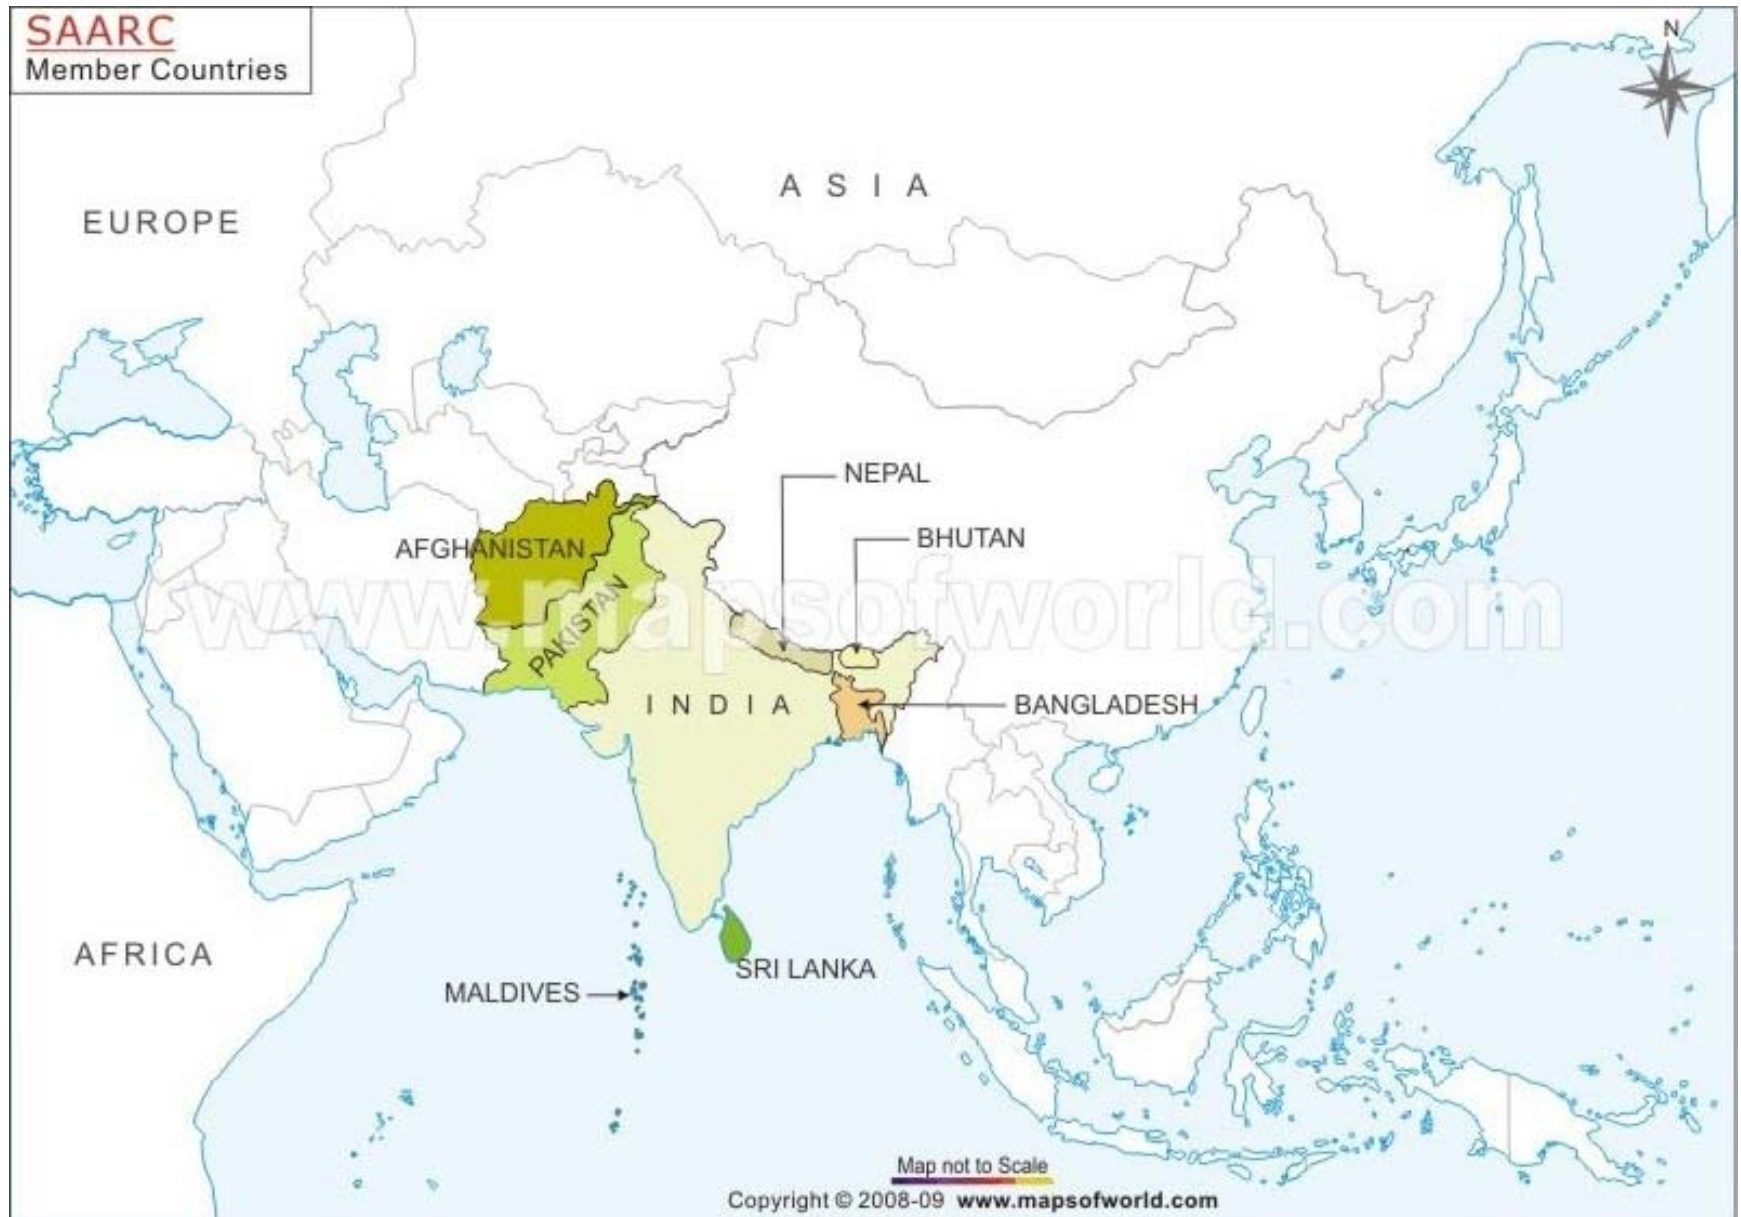 SAARC
Member Countries
N
ASIA
EUROPE
NEPAL
BHUTAN
AFGHANISTAN
www.mapsofworld.com
PAKISTAN
INDIA
BANGLADESH
AFRICA
SRI LANKA
MALDIVES
Map not to Scale
Copyright © 2008-09 www.mapsofworld.com